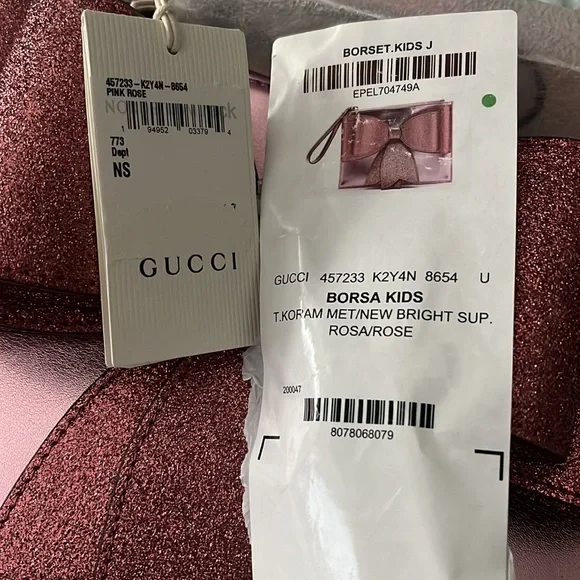 457233-K2Y4N-8654
PINK ROSE
1 94952 03379 4
773
Dept
NS
GUCCI
BORSET.KIDS J
EPEL704749A
GUCCI 457233 K2Y4N 8654 U
BORSA KIDS
T.KORAM MET/NEW BRIGHT SUP.
ROSA/ROSE
200047
8078068079